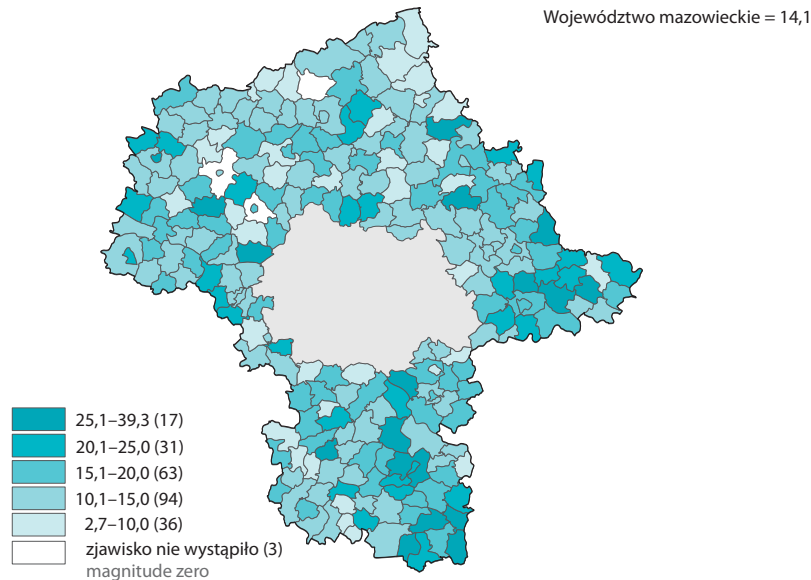 Województwo mazowieckie = 14,1
25,1–39,3 (17)
20,1–25,0 (31)
15,1–20,0 (63)
10,1–15,0 (94)
2,7–10,0 (36)
zjawisko nie wystąpiło (3)
magnitude zero